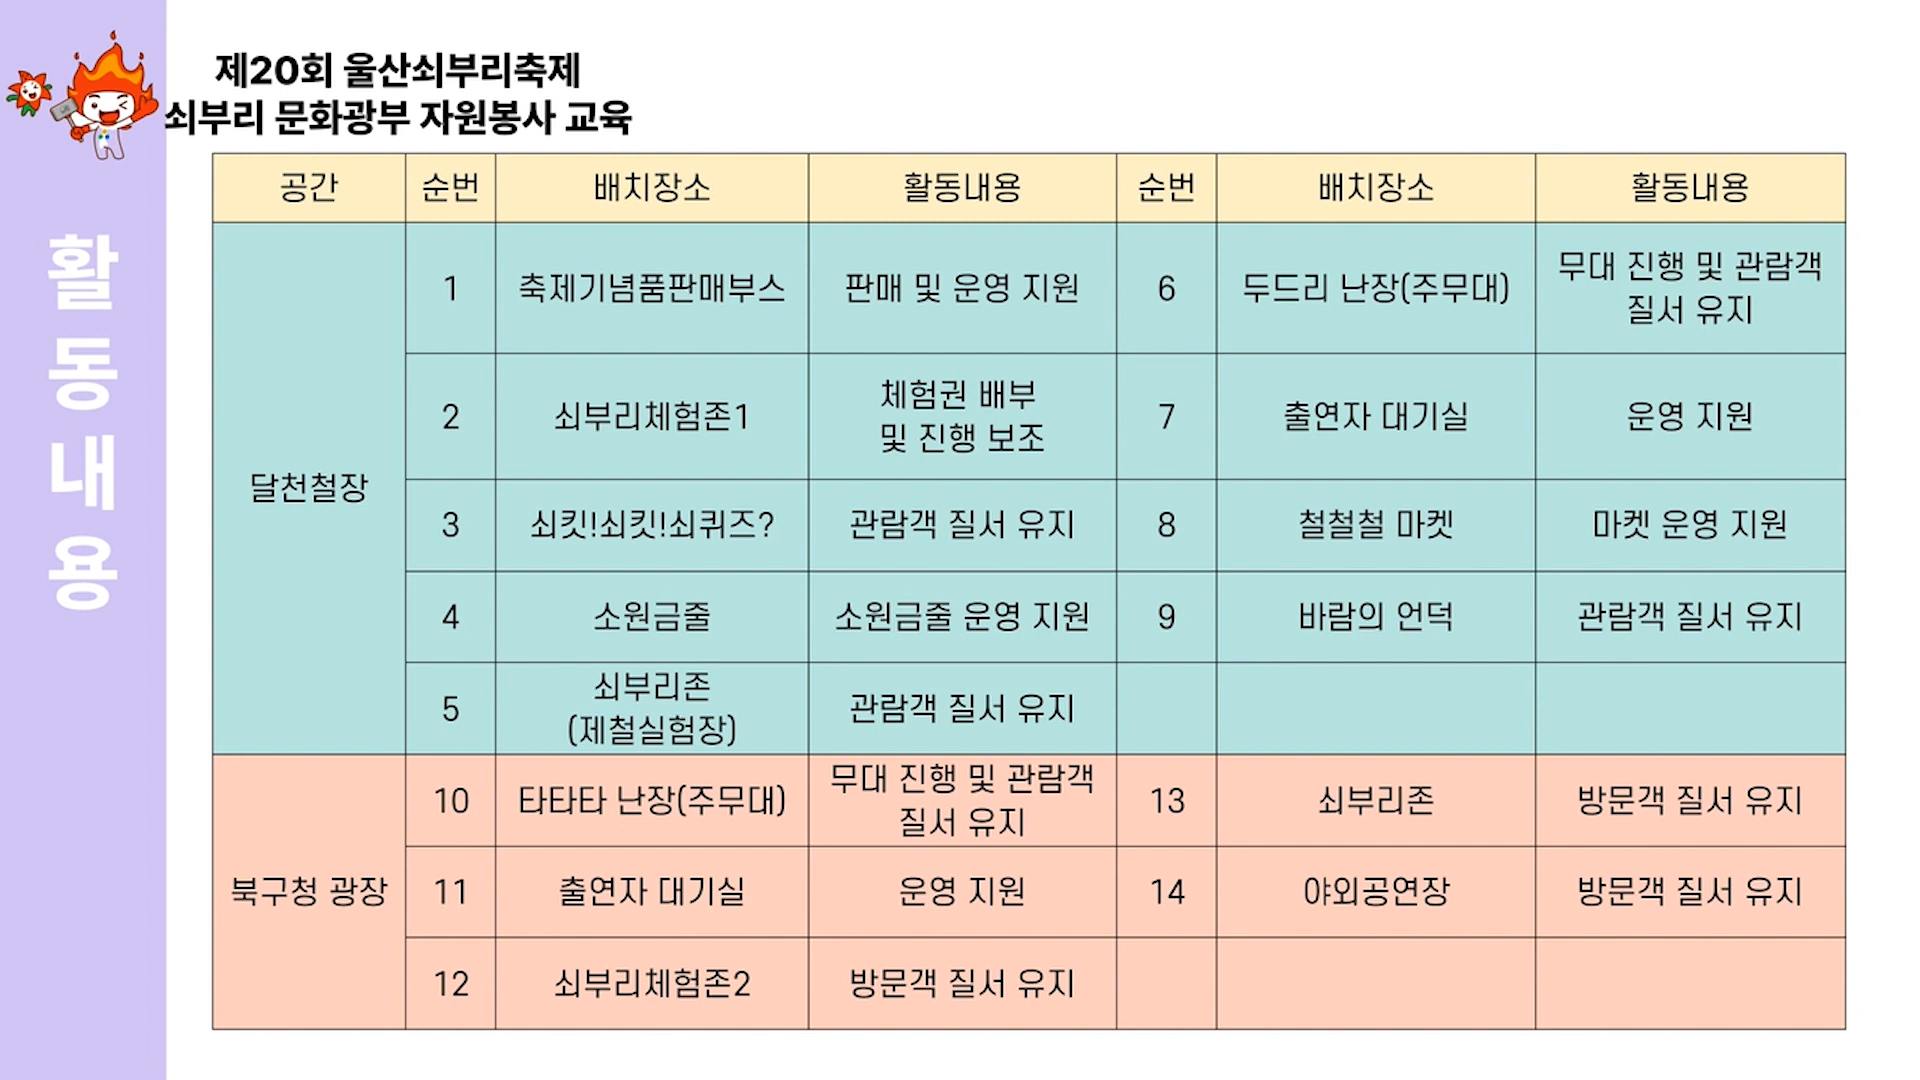 제20회 울산쇠부리축제
쇠부리 문화광부 자원봉사 교육
활동내용
공간 순번 배치장소 활동내용 순번 배치장소 활동내용
달천철장
1 축제기념품판매부스 판매 및 운영 지원 6 두드리 난장(주무대) 무대 진행 및 관람객
질서 유지
2 쇠부리체험존1 체험권 배부
및 진행 보조
7 출연자 대기실 운영 지원
3 쇠킷!쇠킷!쇠퀴즈? 관람객 질서 유지 8 철철철 마켓 마켓 운영 지원
4 소원금줄 소원금줄 운영 지원 9 바람의 언덕 관람객 질서 유지
5 쇠부리존
(제철실험장)
관람객 질서 유지
북구청 광장
10 타타타 난장(주무대) 무대 진행 및 관람객
질서 유지
13 쇠부리존 방문객 질서 유지
11 출연자 대기실 운영 지원 14 야외공연장 방문객 질서 유지
12 쇠부리체험존2 방문객 질서 유지